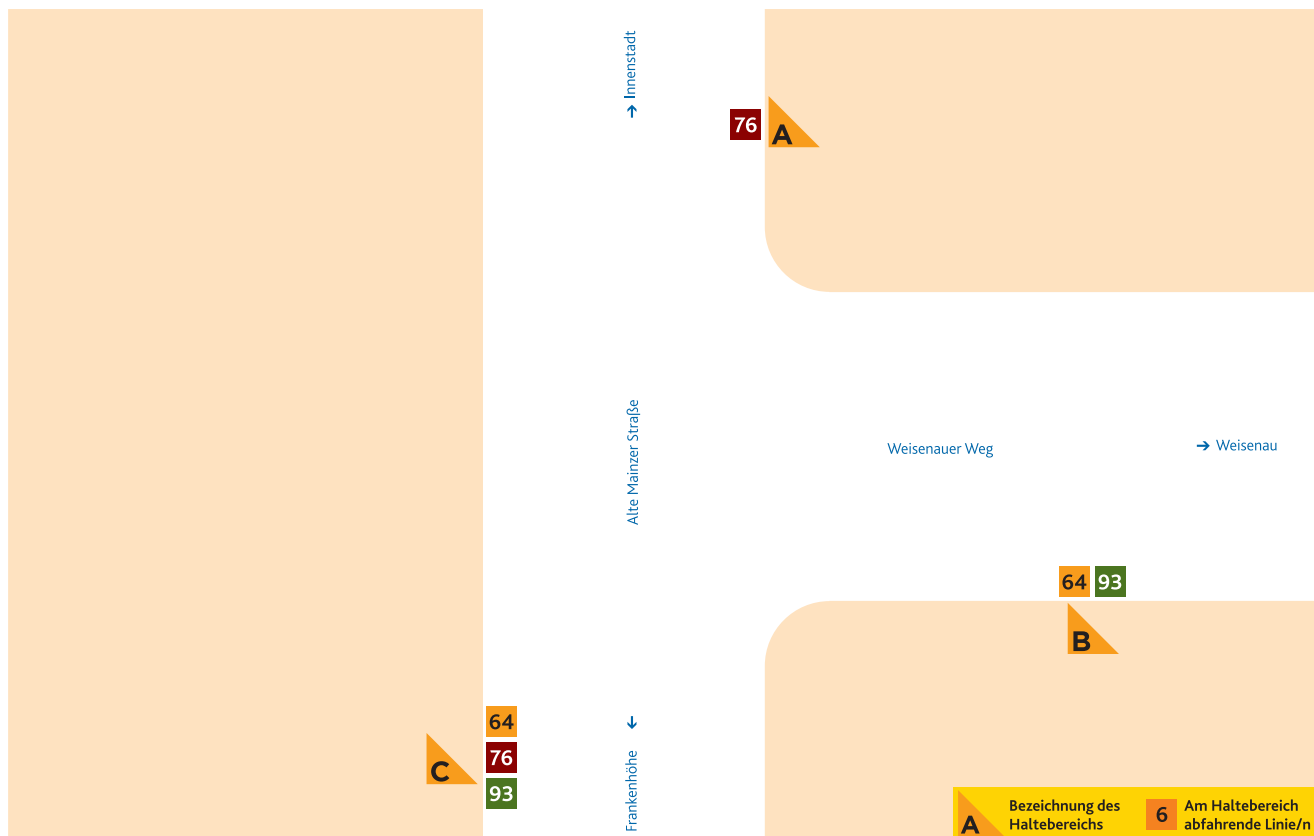 → Innenstadt
76
A
Alte Mainzer Straße
Weisenauer Weg
→ Weisenau
64 93
B
64
76
93
C
← Frankenhöhe
A
Bezeichnung des
Haltebereichs
6
Am Haltebereich
abfahrende Linie/n